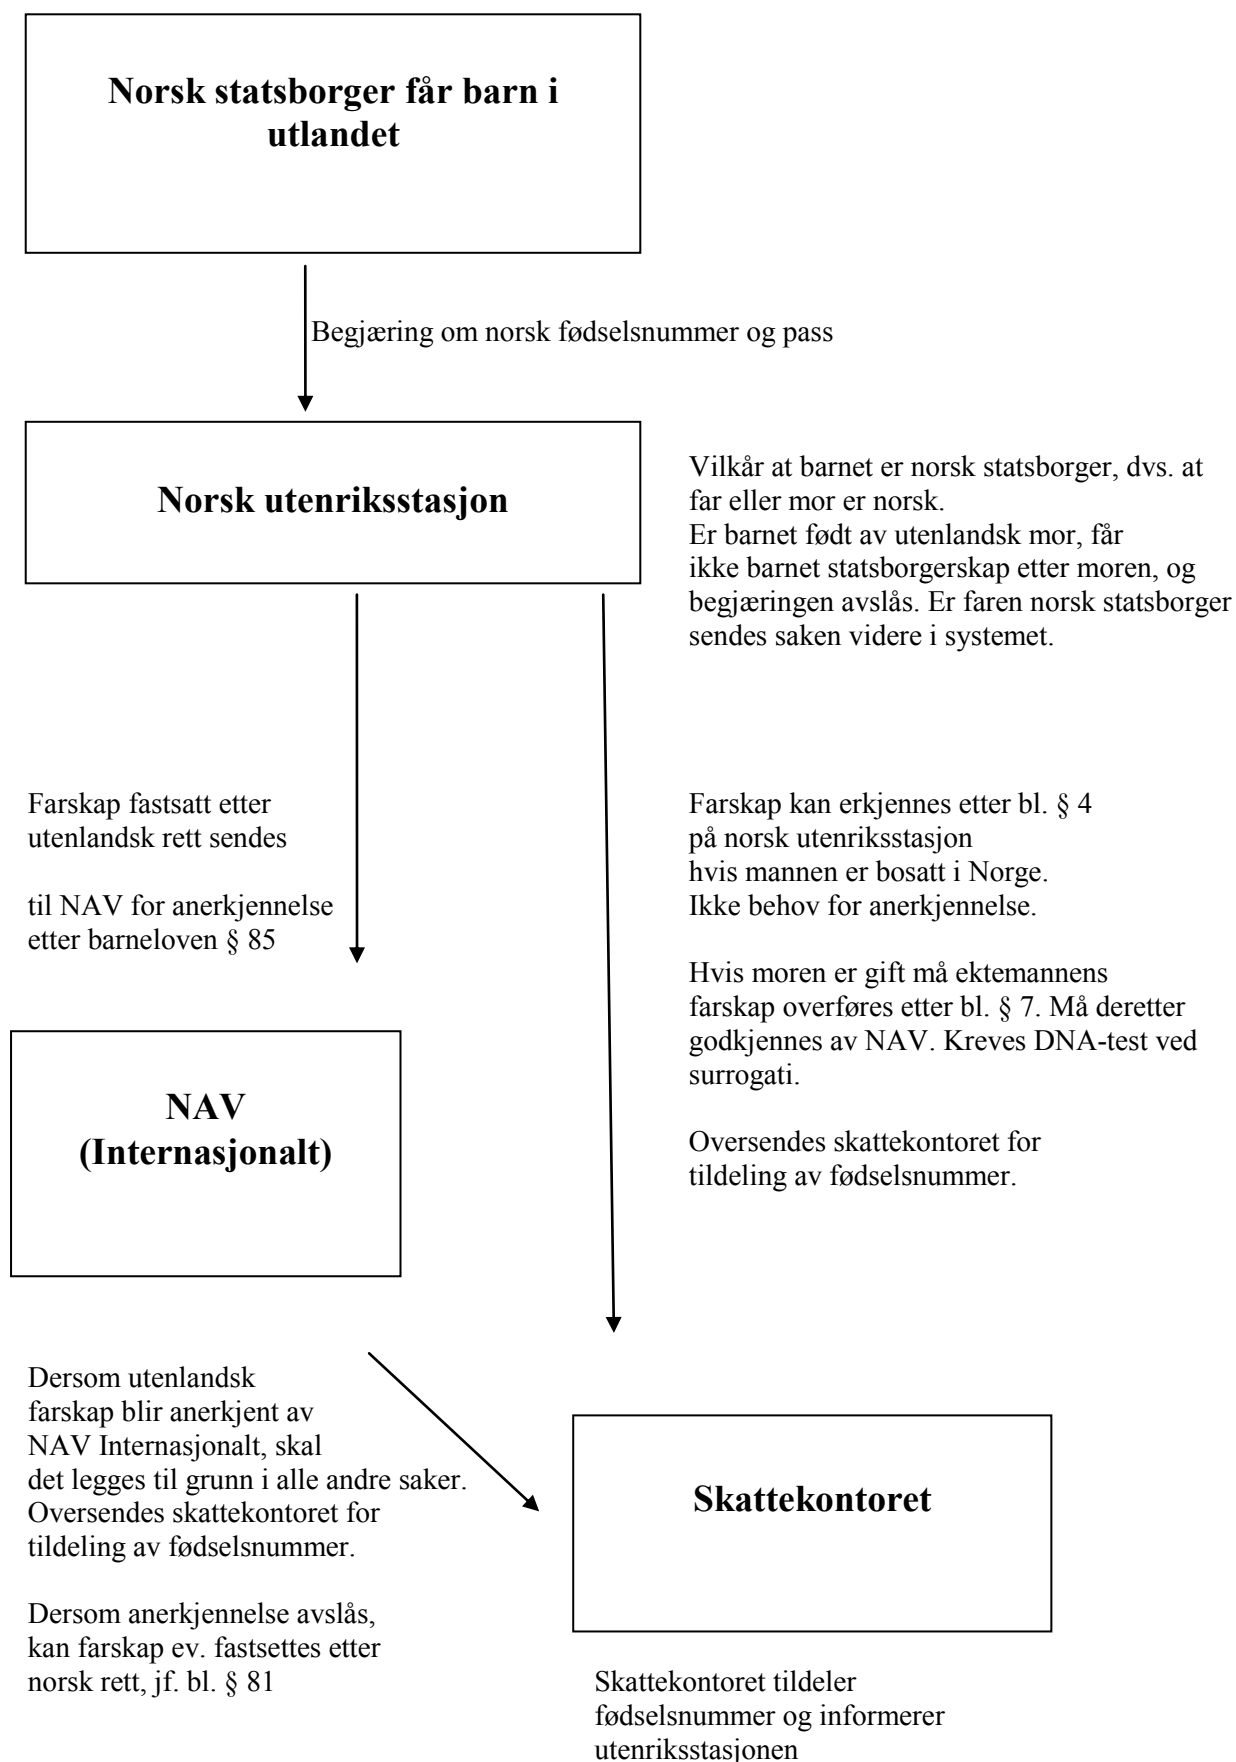 Norsk statsborger får barn i
utlandet
Begjæring om norsk fødselsnummer og pass
Norsk utenriksstasjon
Vilkår at barnet er norsk statsborger, dvs. at
far eller mor er norsk.
Er barnet født av utenlandsk mor, får
ikke barnet statsborgerskap etter moren, og
begjæringen avslås. Er faren norsk statsborger
sendes saken videre i systemet.
Farskap fastsatt etter
utenlandsk rett sendes
til NAV for anerkjennelse
etter barneloven § 85
Farskap kan erkjennes etter bl. § 4
på norsk utenriksstasjon
hvis mannen er bosatt i Norge.
Ikke behov for anerkjennelse.
Hvis moren er gift må ektemannens
farskap overføres etter bl. § 7. Må deretter
godkjennes av NAV. Kreves DNA-test ved
surrogati.
Oversendes skattekontoret for
tildeling av fødselsnummer.
NAV
(Internasjonalt)
Dersom utenlandsk
farskap blir anerkjent av
NAV Internasjonalt, skal
det legges til grunn i alle andre saker.
Oversendes skattekontoret for
tildeling av fødselsnummer.
Dersom anerkjennelse avslås,
kan farskap ev. fastsettes etter
norsk rett, jf. bl. § 81
Skattekontoret
Skattekontoret tildeler
fødselsnummer og informerer
utenriksstasjonen